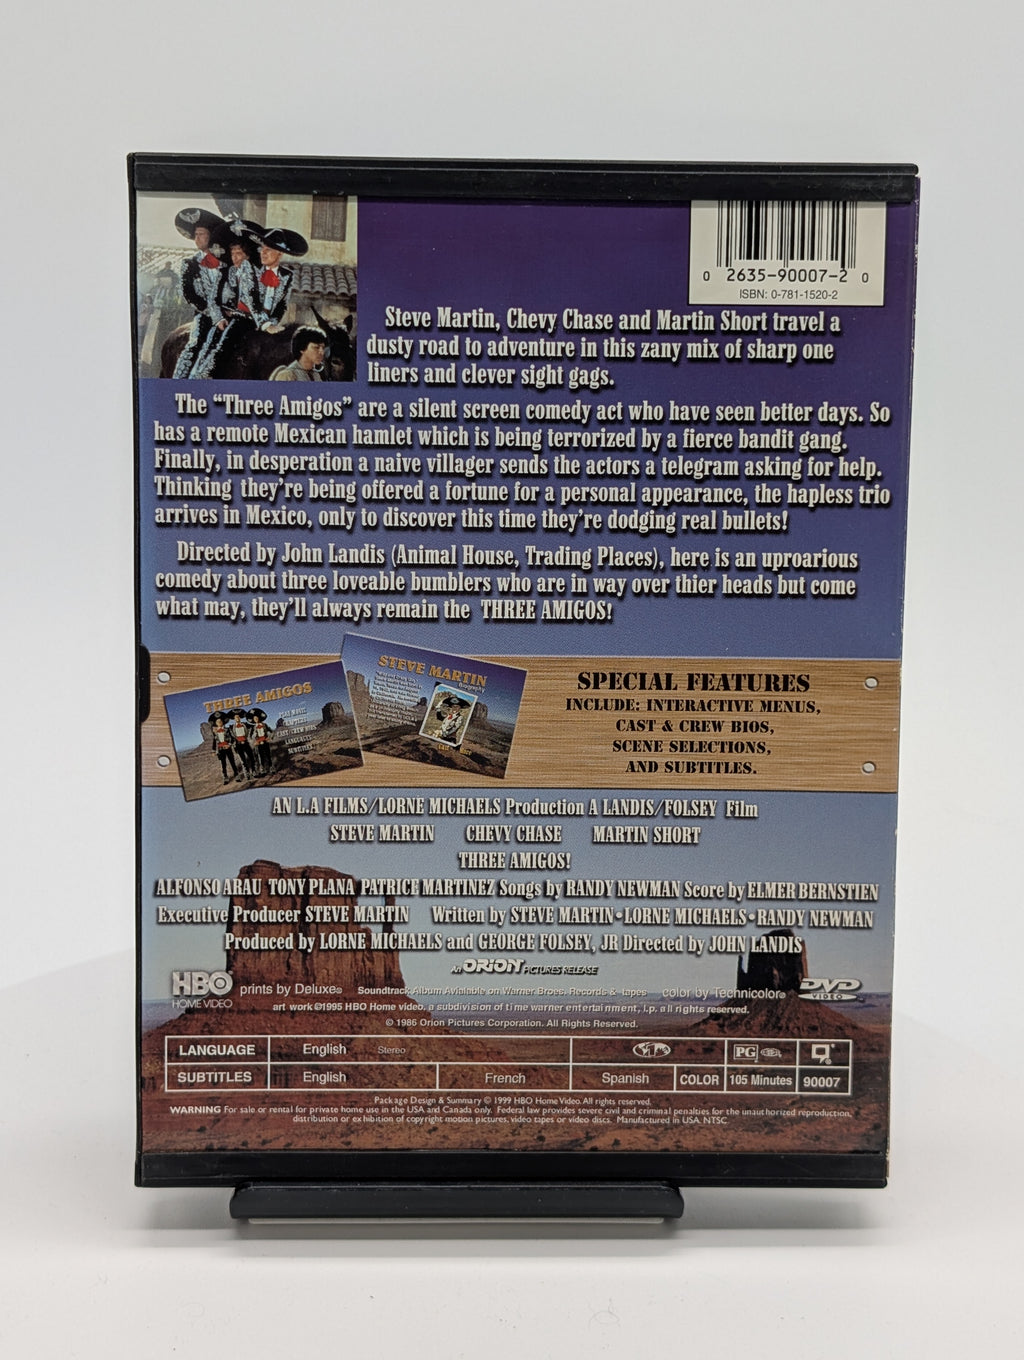 0 2635-90007-2 0
ISBN: 0-781-1520-2
Steve Martin, Chevy Chase and Martin Short travel a
dusty road to adventure in this zany mix of sharp one
liners and clever sight gags.
The “Three Amigos” are a silent screen comedy act who have seen better days. So
has a remote Mexican hamlet which is being terrorized by a fierce bandit gang.
Finally, in desperation a naive villager sends the actors a telegram asking for help.
Thinking they're being offered a fortune for a personal appearance, the hapless trio
arrives in Mexico, only to discover this time they're dodging real bullets!
Directed by John Landis (Animal House, Trading Places), here is an uproarious
comedy about three loveable bumblers who are in way over thier heads but come
what may, they'll always remain the THREE AMIGOS!
THREE AMIGOS
STEVE MARTIN
Biography
SPECIAL FEATURES
INCLUDE: INTERACTIVE MENUS,
CAST & CREW BIOS,
SCENE SELECTIONS,
AND SUBTITLES.
AN L.A FILMS/LORNE MICHAELS Production A LANDIS/FOLSEY Film
STEVE MARTIN CHEVY CHASE MARTIN SHORT
THREE AMIGOS!
ALFONSO ARAU TONY PLANA PATRICE MARTINEZ Songs by RANDY NEWMAN Score by ELMER BERNSTIEN
Executive Producer STEVE MARTIN Written by STEVE MARTIN•LORNE MICHAELS•RANDY NEWMAN
Produced by LORNE MICHAELS and GEORGE FOLSEY, JR Directed by JOHN LANDIS
An ORION PICTURES RELEASE
HBO HOME VIDEO prints by Deluxe® Soundtrack Album Avialable on Warner Broes. Records & tapes color by Technicolor® DVD VIDEO
art work ©1995 HBO Home video. a subdivision of time warner entertainment, l.p. all rights reserved.
© 1986 Orion Pictures Corporation. All Rights Reserved.
LANGUAGE English Stereo PG
SUBTITLES English French Spanish COLOR 105 Minutes 90007
Package Design & Summary © 1999 HBO Home Video. All rights reserved.
WARNING For sale or rental for private home use in the USA and Canada only. Federal law provides severe civil and criminal penalties for the unauthorized reproduction,
distribution or exhibition of copyright motion pictures, video tapes or video discs. Manufactured in USA. NTSC.